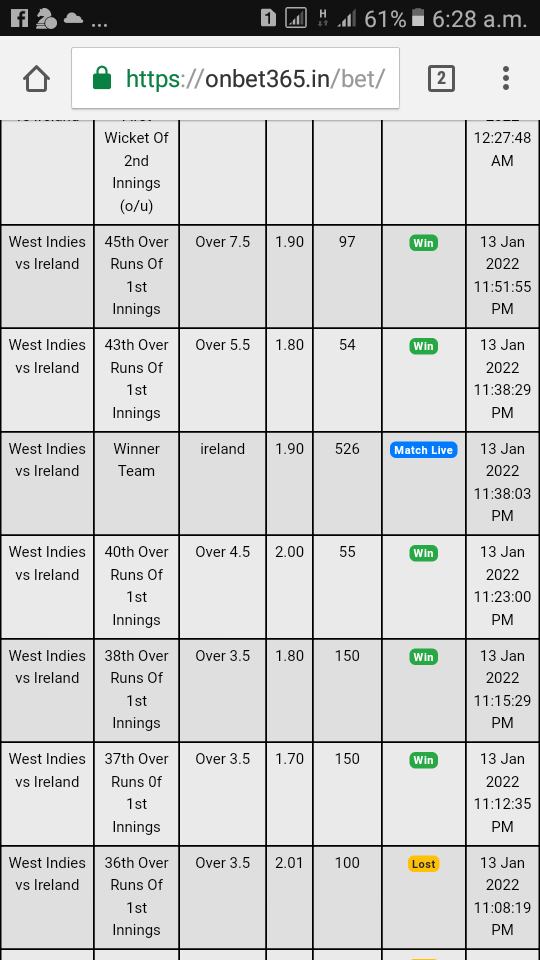 61% 6:28 a.m.
https://onbet365.in/bet/
2
Wicket Of 12:27:48
2nd AM
Innings
(o/u)
West Indies 45th Over Over 7.5 1.90 97 Win 13 Jan
vs Ireland Runs Of 2022
1st 11:51:55
Innings PM
West Indies 43th Over Over 5.5 1.80 54 Win 13 Jan
vs Ireland Runs Of 2022
1st 11:38:29
Innings PM
West Indies Winner ireland 1.90 526 Match Live 13 Jan
vs Ireland Team 2022
11:38:03
PM
West Indies 40th Over Over 4.5 2.00 55 Win 13 Jan
vs Ireland Runs Of 2022
1st 11:23:00
Innings PM
West Indies 38th Over Over 3.5 1.80 150 Win 13 Jan
vs Ireland Runs Of 2022
1st 11:15:29
Innings PM
West Indies 37th Over Over 3.5 1.70 150 Win 13 Jan
vs Ireland Runs 0f 2022
1st 11:12:35
Innings PM
West Indies 36th Over Over 3.5 2.01 100 Lost 13 Jan
vs Ireland Runs Of 2022
1st 11:08:19
Innings PM